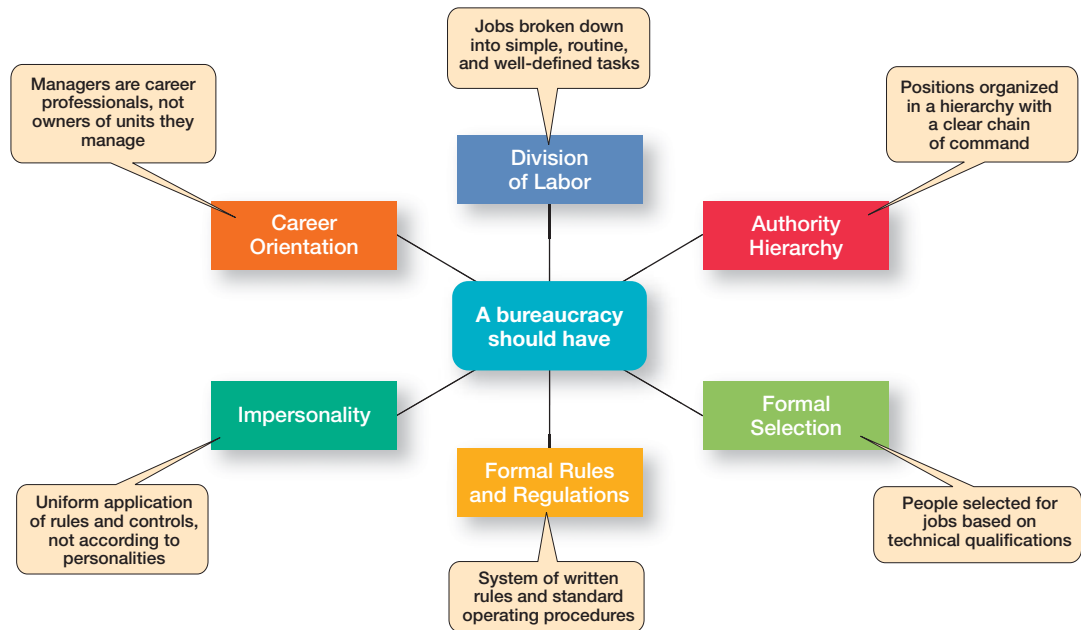 Jobs broken down
into simple, routine,
and well-defined tasks
Managers are career
professionals, not
owners of units they
manage
Positions organized
in a hierarchy with
a clear chain
of command
Division
of Labor
Career
Orientation
Authority
Hierarchy
A bureaucracy
should have
Impersonality
Formal
Selection
Formal Rules
and Regulations
Uniform application
of rules and controls,
not according to
personalities
People selected for
jobs based on
technical qualifications
System of written
rules and standard
operating procedures